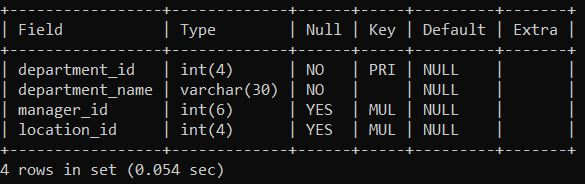 +-----------------+-------------+------+-----+---------+-------+
| Field           | Type        | Null | Key | Default | Extra |
+-----------------+-------------+------+-----+---------+-------+
| department_id   | int(4)      | NO   | PRI | NULL    |       |
| department_name | varchar(30) | NO   |     | NULL    |       |
| manager_id      | int(6)      | YES  | MUL | NULL    |       |
| location_id     | int(4)      | YES  | MUL | NULL    |       |
+-----------------+-------------+------+-----+---------+-------+
4 rows in set (0.054 sec)